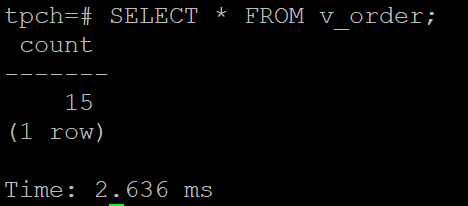 tpch=# SELECT * FROM v_order;
 count
-------
    15
(1 row)

Time: 2.636 ms